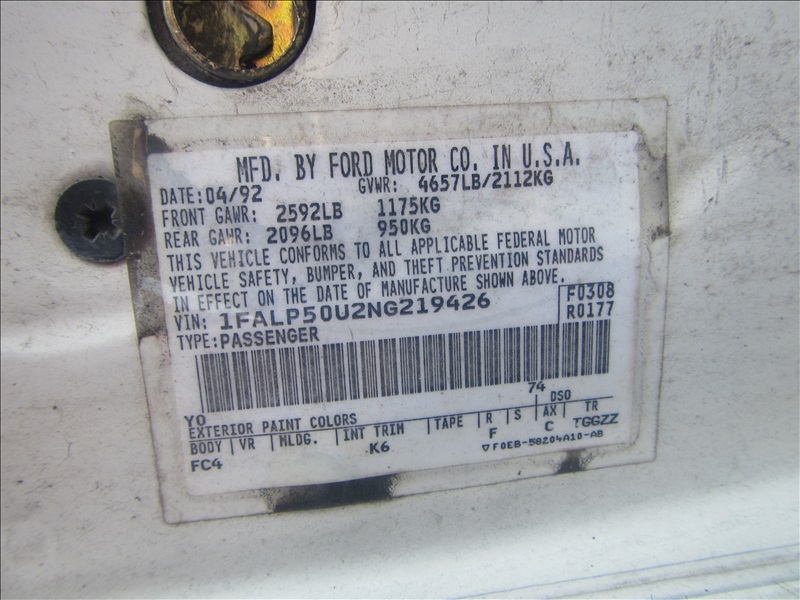 MFD. BY FORD MOTOR CO. IN U.S.A.
DATE: 04/92 GVWR: 4657LB/2112KG
FRONT GAWR: 2592LB 1175KG
REAR GAWR: 2096LB 950KG
THIS VEHICLE CONFORMS TO ALL APPLICABLE FEDERAL MOTOR
VEHICLE SAFETY, BUMPER, AND THEFT PREVENTION STANDARDS
IN EFFECT ON THE DATE OF MANUFACTURE SHOWN ABOVE.
VIN: 1FALP50U2NG219426 F0308
TYPE: PASSENGER R0177
74
YO DSO
EXTERIOR PAINT COLORS
BODY VR MLDG. INT TRIM TAPE R S AX TR
FC4 K6 F C TGGZZ
▽F0EB-58204A10-AB